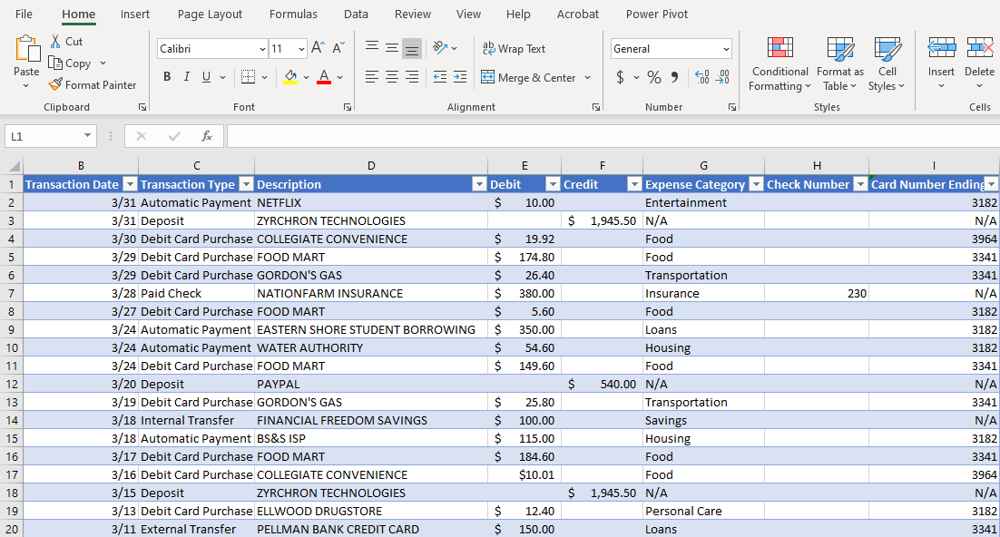 File Home Insert Page Layout Formulas Data Review View Help Acrobat Power Pivot
Paste
Cut
Copy
Format Painter
Clipboard
Calibri 11 A A
B I U A
Font
ab Wrap Text
Merge & Center
Alignment
General
$ % 9
Number
Conditional Formatting
Format as Table
Cell Styles
Styles
Insert Delete
Cells
L1 fx
B C D E F G H I
1 Transaction Date Transaction Type Description Debit Credit Expense Category Check Number Card Number Ending
2 3/31 Automatic Payment NETFLIX $ 10.00 Entertainment 3182
3 3/31 Deposit ZYRCHRON TECHNOLOGIES $ 1,945.50 N/A N/A
4 3/30 Debit Card Purchase COLLEGIATE CONVENIENCE $ 19.92 Food 3964
5 3/29 Debit Card Purchase FOOD MART $ 174.80 Food 3341
6 3/29 Debit Card Purchase GORDON'S GAS $ 26.40 Transportation 3341
7 3/28 Paid Check NATIONFARM INSURANCE $ 380.00 Insurance 230 N/A
8 3/27 Debit Card Purchase FOOD MART $ 5.60 Food 3182
9 3/24 Automatic Payment EASTERN SHORE STUDENT BORROWING $ 350.00 Loans 3182
10 3/24 Automatic Payment WATER AUTHORITY $ 54.60 Housing 3182
11 3/24 Debit Card Purchase FOOD MART $ 149.60 Food 3341
12 3/20 Deposit PAYPAL $ 540.00 N/A N/A
13 3/19 Debit Card Purchase GORDON'S GAS $ 25.80 Transportation 3341
14 3/18 Internal Transfer FINANCIAL FREEDOM SAVINGS $ 100.00 Savings N/A
15 3/18 Automatic Payment BS&S ISP $ 115.00 Housing 3182
16 3/17 Debit Card Purchase FOOD MART $ 184.60 Food 3341
17 3/16 Debit Card Purchase COLLEGIATE CONVENIENCE $10.01 Food 3964
18 3/15 Deposit ZYRCHRON TECHNOLOGIES $ 1,945.50 N/A N/A
19 3/13 Debit Card Purchase ELLWOOD DRUGSTORE $ 12.40 Personal Care 3182
20 3/11 External Transfer PELLMAN BANK CREDIT CARD $ 150.00 Loans 3341